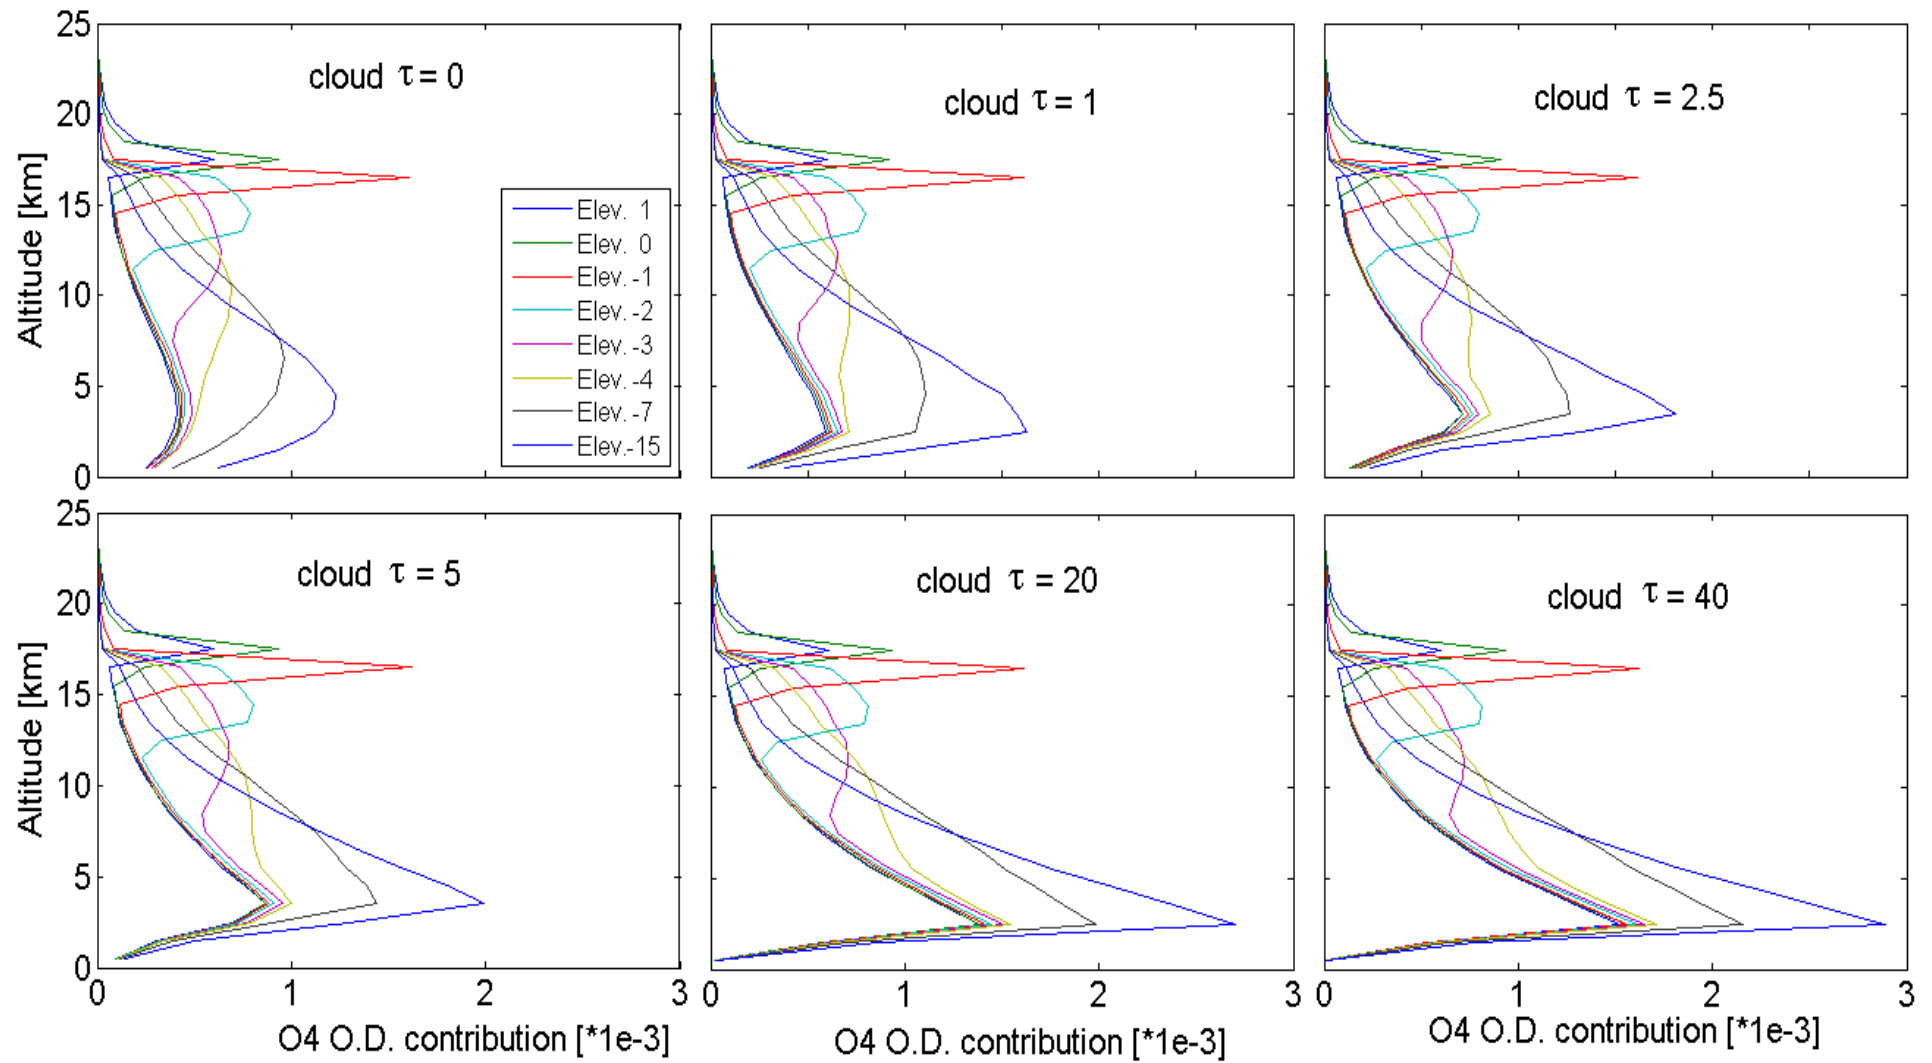 25
20
15
10
5
0
Altitude [km]
cloud τ = 0
Elev. 1
Elev. 0
Elev. -1
Elev. -2
Elev. -3
Elev. -4
Elev. -7
Elev.-15
cloud τ = 1
cloud τ = 2.5
25
20
15
10
5
0
Altitude [km]
cloud τ = 5
cloud τ = 20
cloud τ = 40
0 1 2 3
0 1 2 3
0 1 2 3
O4 O.D. contribution [*1e-3]
O4 O.D. contribution [*1e-3]
O4 O.D. contribution [*1e-3]